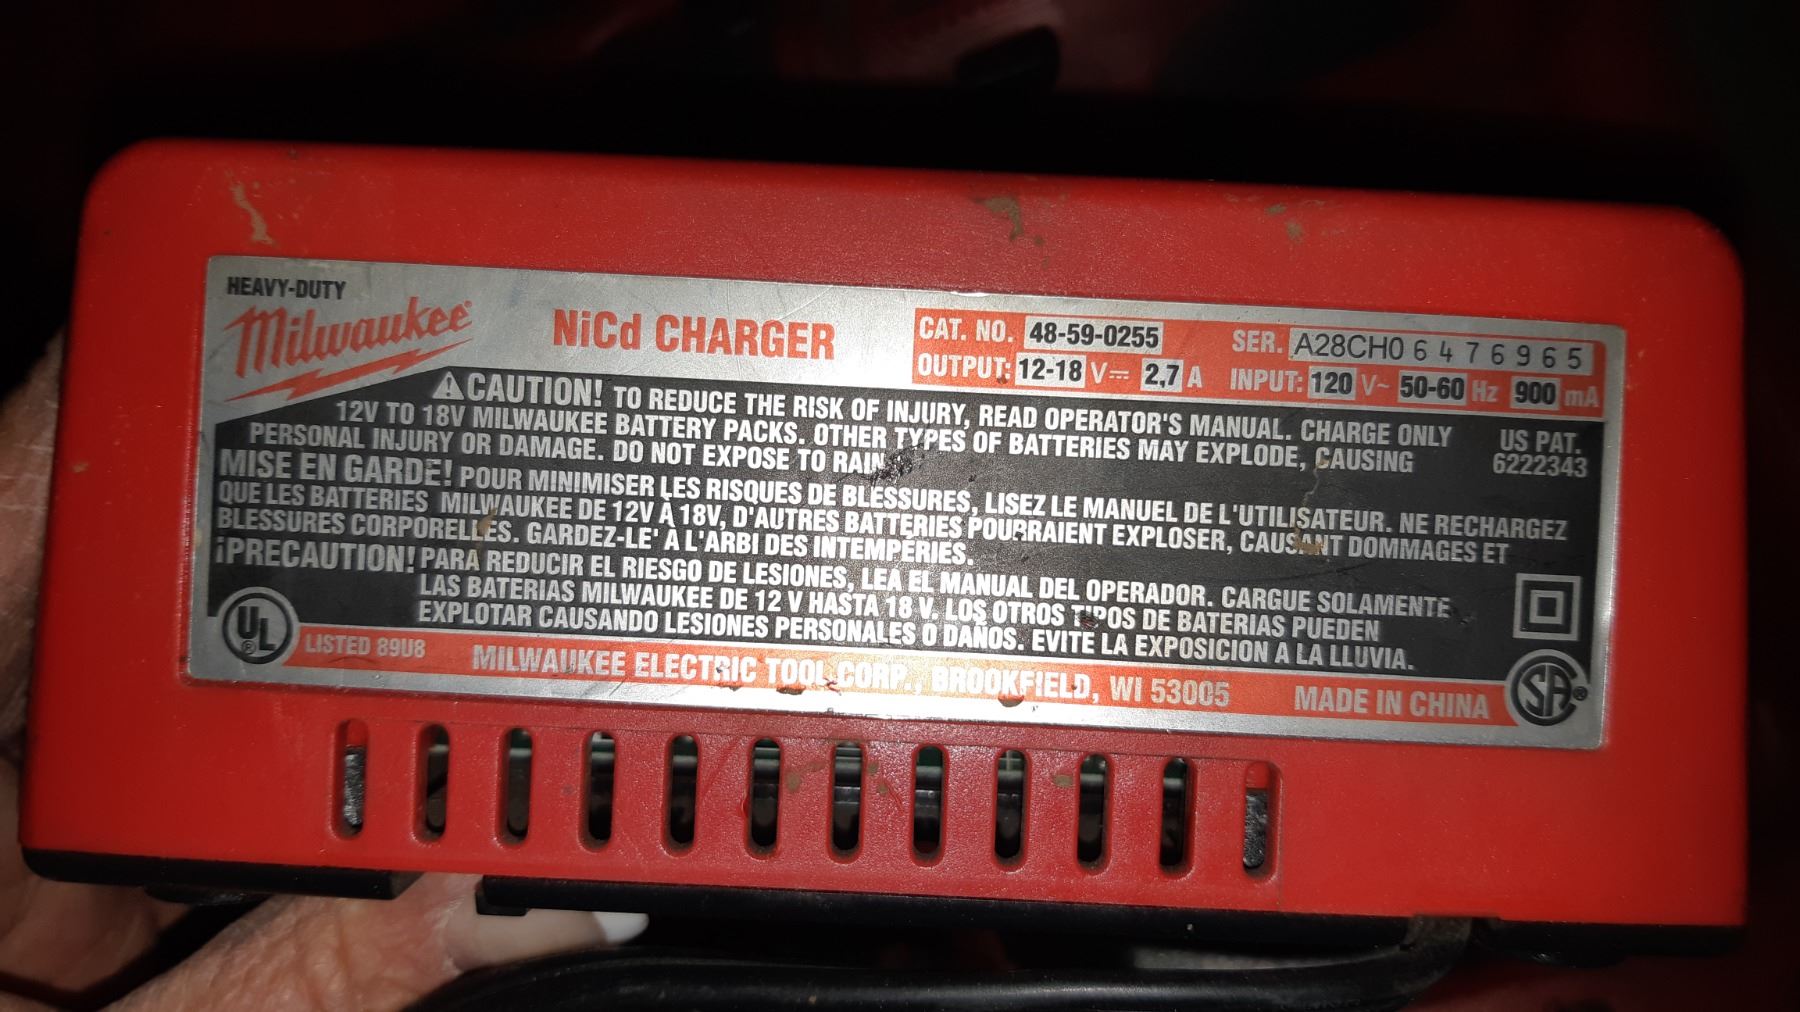 HEAVY-DUTY
Milwaukee®
NiCd CHARGER
CAT. NO. 48-59-0255 SER. A28CH0 6 4 7 6 9 6 5
OUTPUT: 12-18 V⎓ 2,7 A INPUT: 120 V~ 50-60 Hz 900 mA
⚠CAUTION! TO REDUCE THE RISK OF INJURY, READ OPERATOR'S MANUAL. CHARGE ONLY
12V TO 18V MILWAUKEE BATTERY PACKS. OTHER TYPES OF BATTERIES MAY EXPLODE, CAUSING
PERSONAL INJURY OR DAMAGE. DO NOT EXPOSE TO RAIN.
US PAT.
6222343
MISE EN GARDE! POUR MINIMISER LES RISQUES DE BLESSURES, LISEZ LE MANUEL DE L'UTILISATEUR. NE RECHARGEZ
QUE LES BATTERIES MILWAUKEE DE 12V À 18V, D'AUTRES BATTERIES POURRAIENT EXPLOSER, CAUSANT DOMMAGES ET
BLESSURES CORPORELLES. GARDEZ-LE' A L'ARBI DES INTEMPÉRIES.
¡PRECAUTION! PARA REDUCIR EL RIESGO DE LESIONES, LEA EL MANUAL DEL OPERADOR. CARGUE SOLAMENTE
LAS BATERIAS MILWAUKEE DE 12 V HASTA 18 V. LOS OTROS TIPOS DE BATERIAS PUEDEN
EXPLOTAR CAUSANDO LESIONES PERSONALES O DAÑOS. EVITE LA EXPOSICION A LA LLUVIA.
UL® LISTED 89U8
MILWAUKEE ELECTRIC TOOL CORP., BROOKFIELD, WI 53005 MADE IN CHINA
SA®